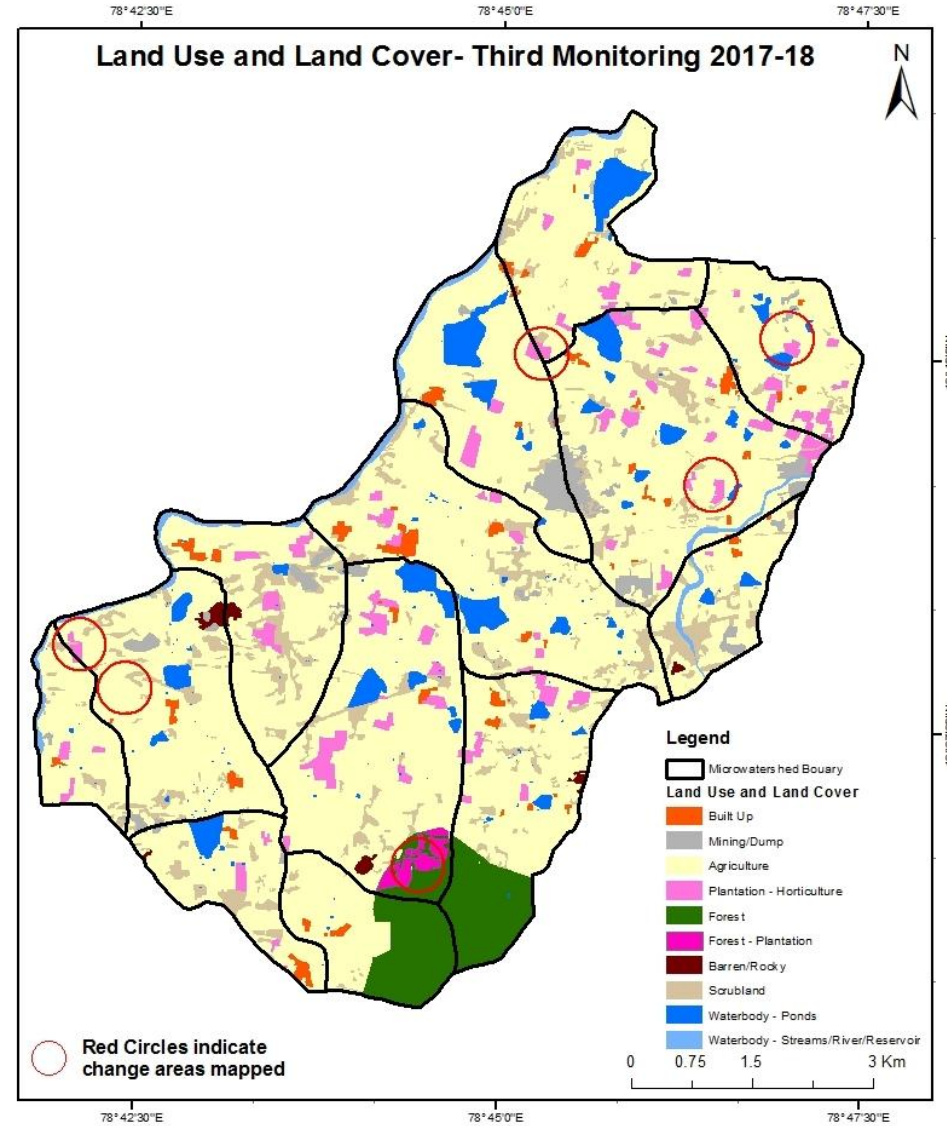 78°42'30"E 78°45'0"E 78°47'30"E
Land Use and Land Cover- Third Monitoring 2017-18
N
Legend
Microwatershed Bouary
Land Use and Land Cover
Built Up
Mining/Dump
Agriculture
Plantation - Horticulture
Forest
Forest - Plantation
Barren/Rocky
Scrubland
Waterbody - Ponds
Waterbody - Streams/River/Reservoir
Red Circles indicate
change areas mapped
0 0.75 1.5 3 Km
78°42'30"E 78°45'0"E 78°47'30"E